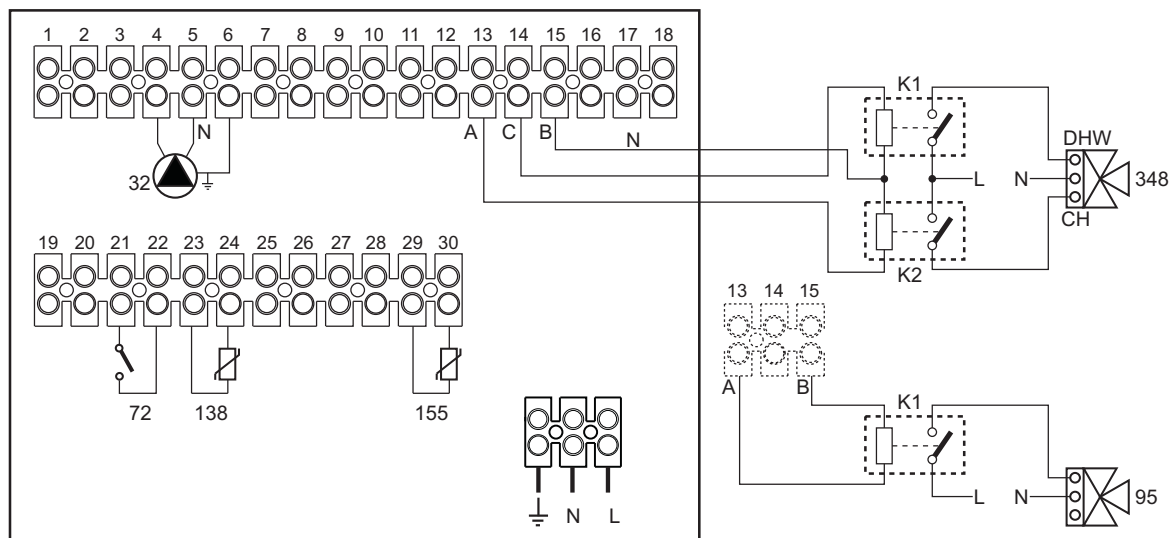 1 2 3 4 5 6 7 8 9 10 11 12 13 14 15 16 17 18
K1
N A C B N
DHW
32
L N 348
CH
K2
19 20 21 22 23 24 25 26 27 28 29 30
13 14 15
A B
72 138 155
K1
N L
L N 95